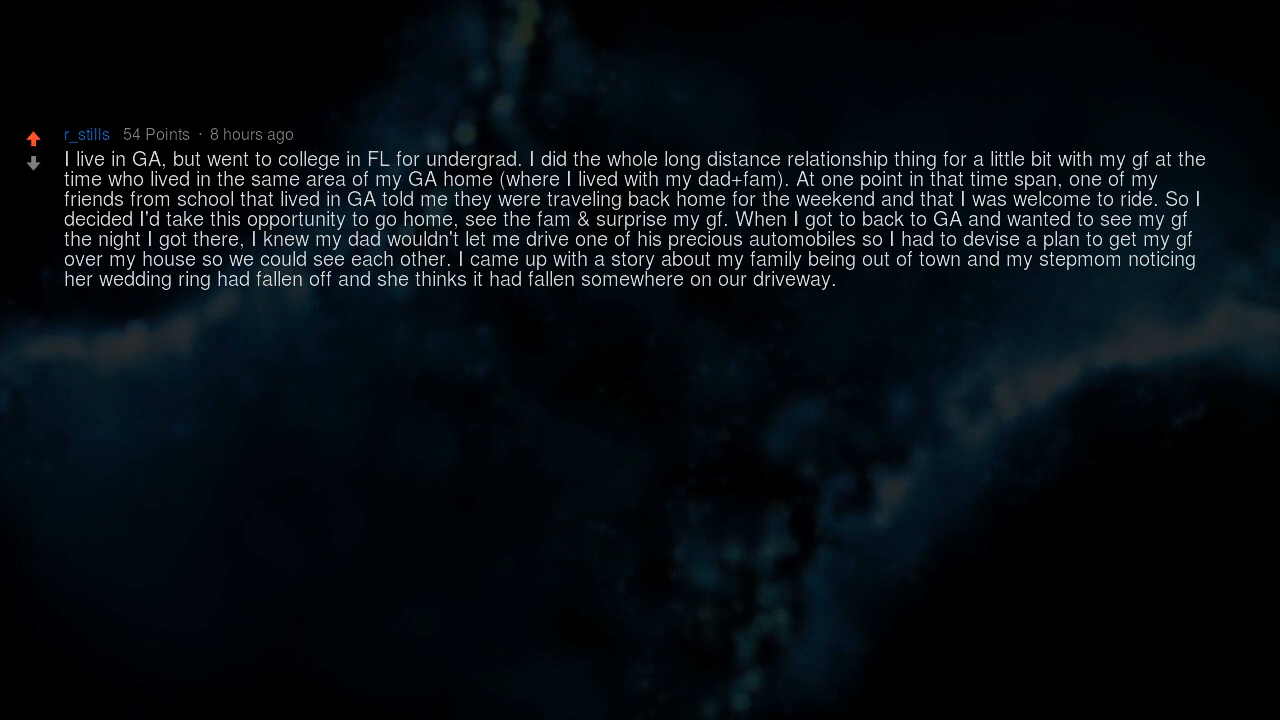 r_stills 54 Points · 8 hours ago
I live in GA, but went to college in FL for undergrad. I did the whole long distance relationship thing for a little bit with my gf at the
time who lived in the same area of my GA home (where I lived with my dad+fam). At one point in that time span, one of my
friends from school that lived in GA told me they were traveling back home for the weekend and that I was welcome to ride. So I
decided I'd take this opportunity to go home, see the fam & surprise my gf. When I got to back to GA and wanted to see my gf
the night I got there, I knew my dad wouldn't let me drive one of his precious automobiles so I had to devise a plan to get my gf
over my house so we could see each other. I came up with a story about my family being out of town and my stepmom noticing
her wedding ring had fallen off and she thinks it had fallen somewhere on our driveway.